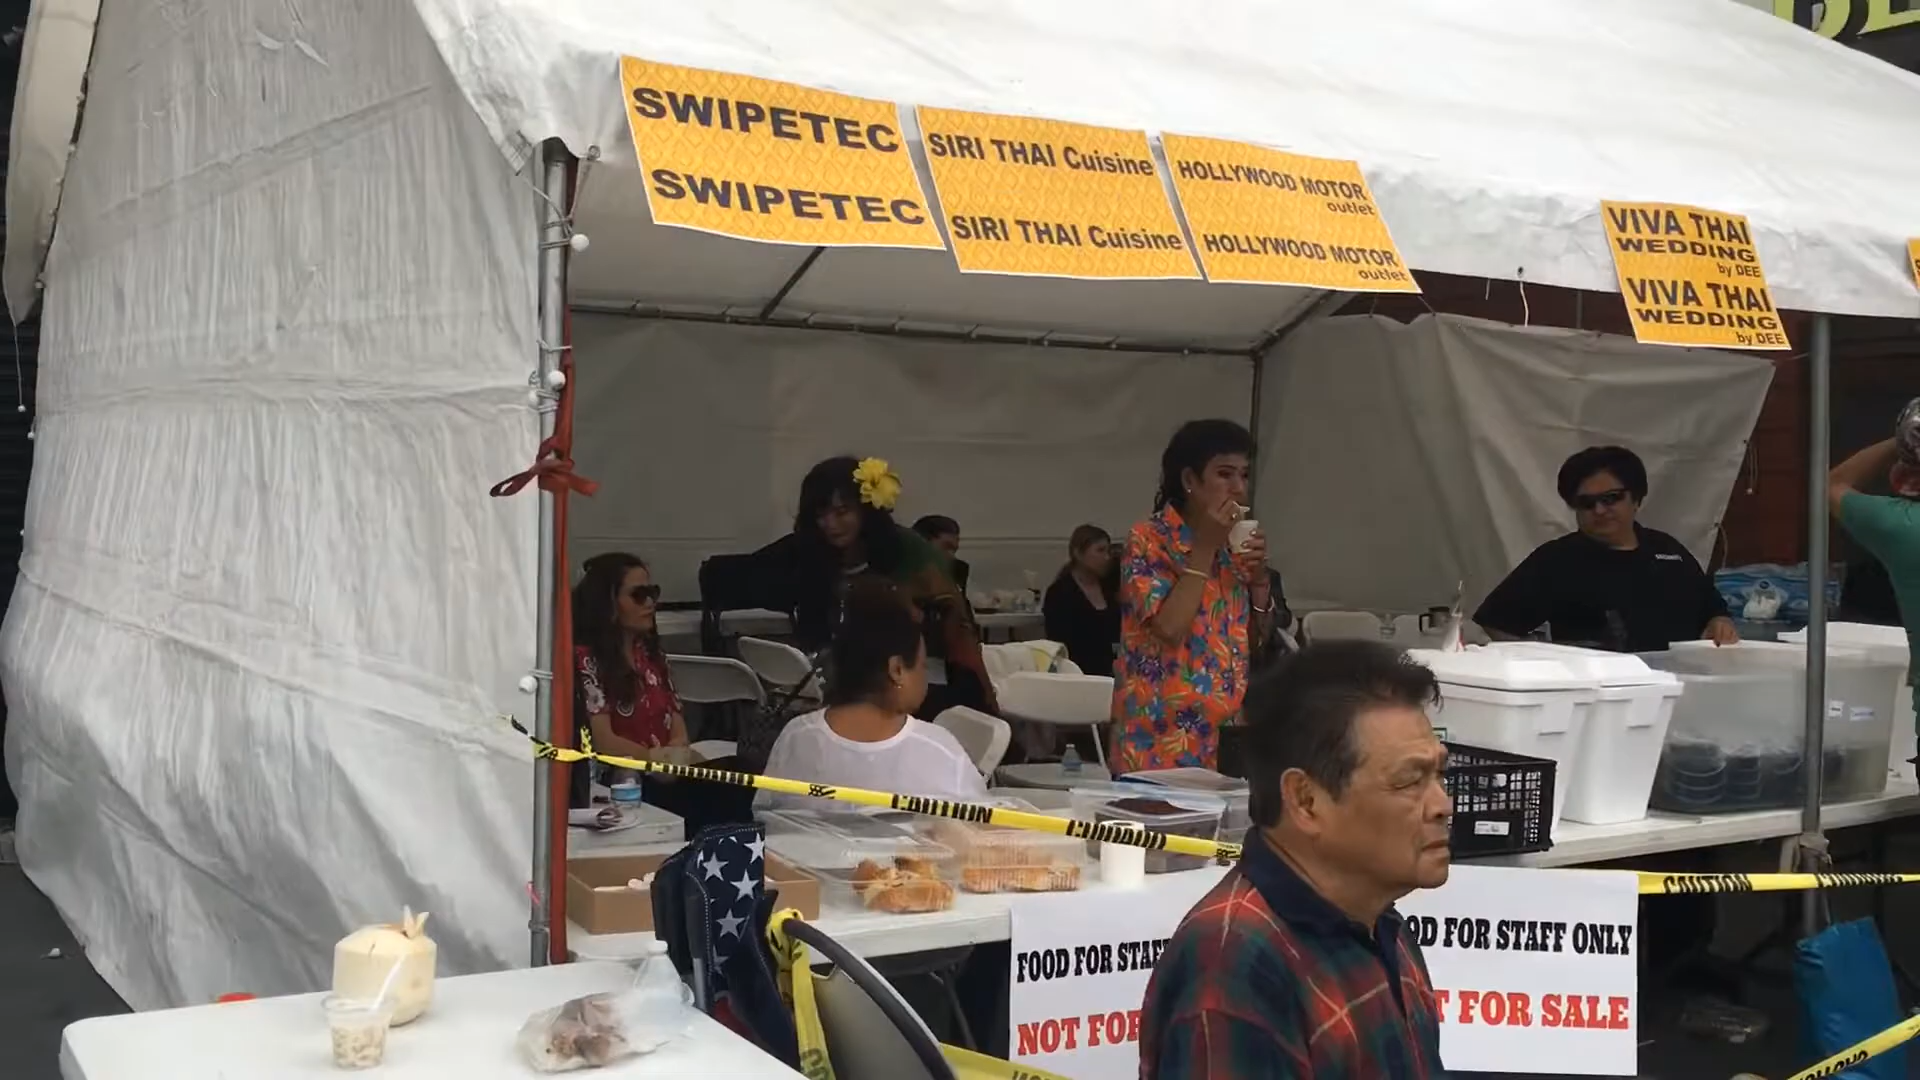 SWIPETEC
SWIPETEC
SIRI THAI Cuisine
SIRI THAI Cuisine
HOLLYWOOD MOTOR
outlet
HOLLYWOOD MOTOR
outlet
VIVA THAI
WEDDING
by DEE
VIVA THAI
WEDDING
by DEE
CAUTION
CAUTION
FOOD FOR STAF
NOT FOR
OD FOR STAFF ONLY
T FOR SALE